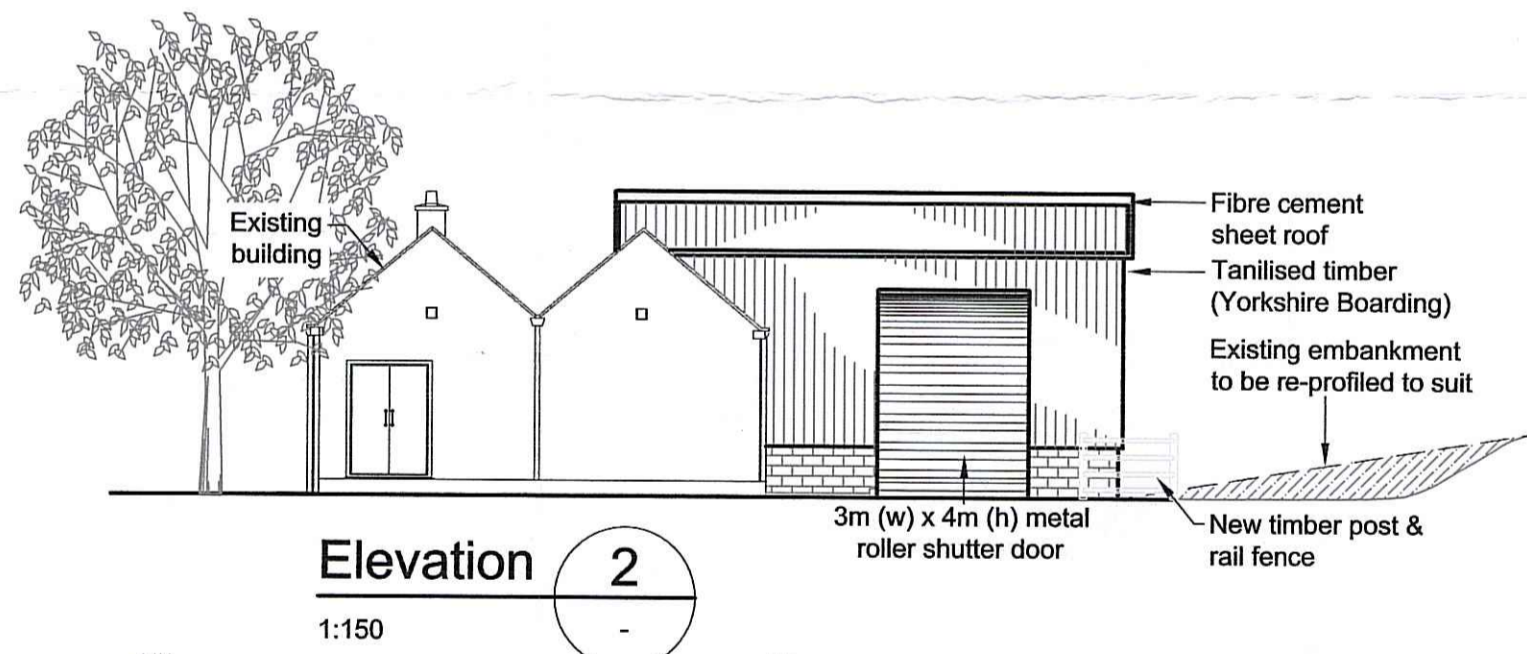 Existing
building
Fibre cement
sheet roof
Tanilised timber
(Yorkshire Boarding)
Existing embankment
to be re-profiled to suit
3m (w) x 4m (h) metal
roller shutter door
New timber post &
rail fence
Elevation 2
1:150 -